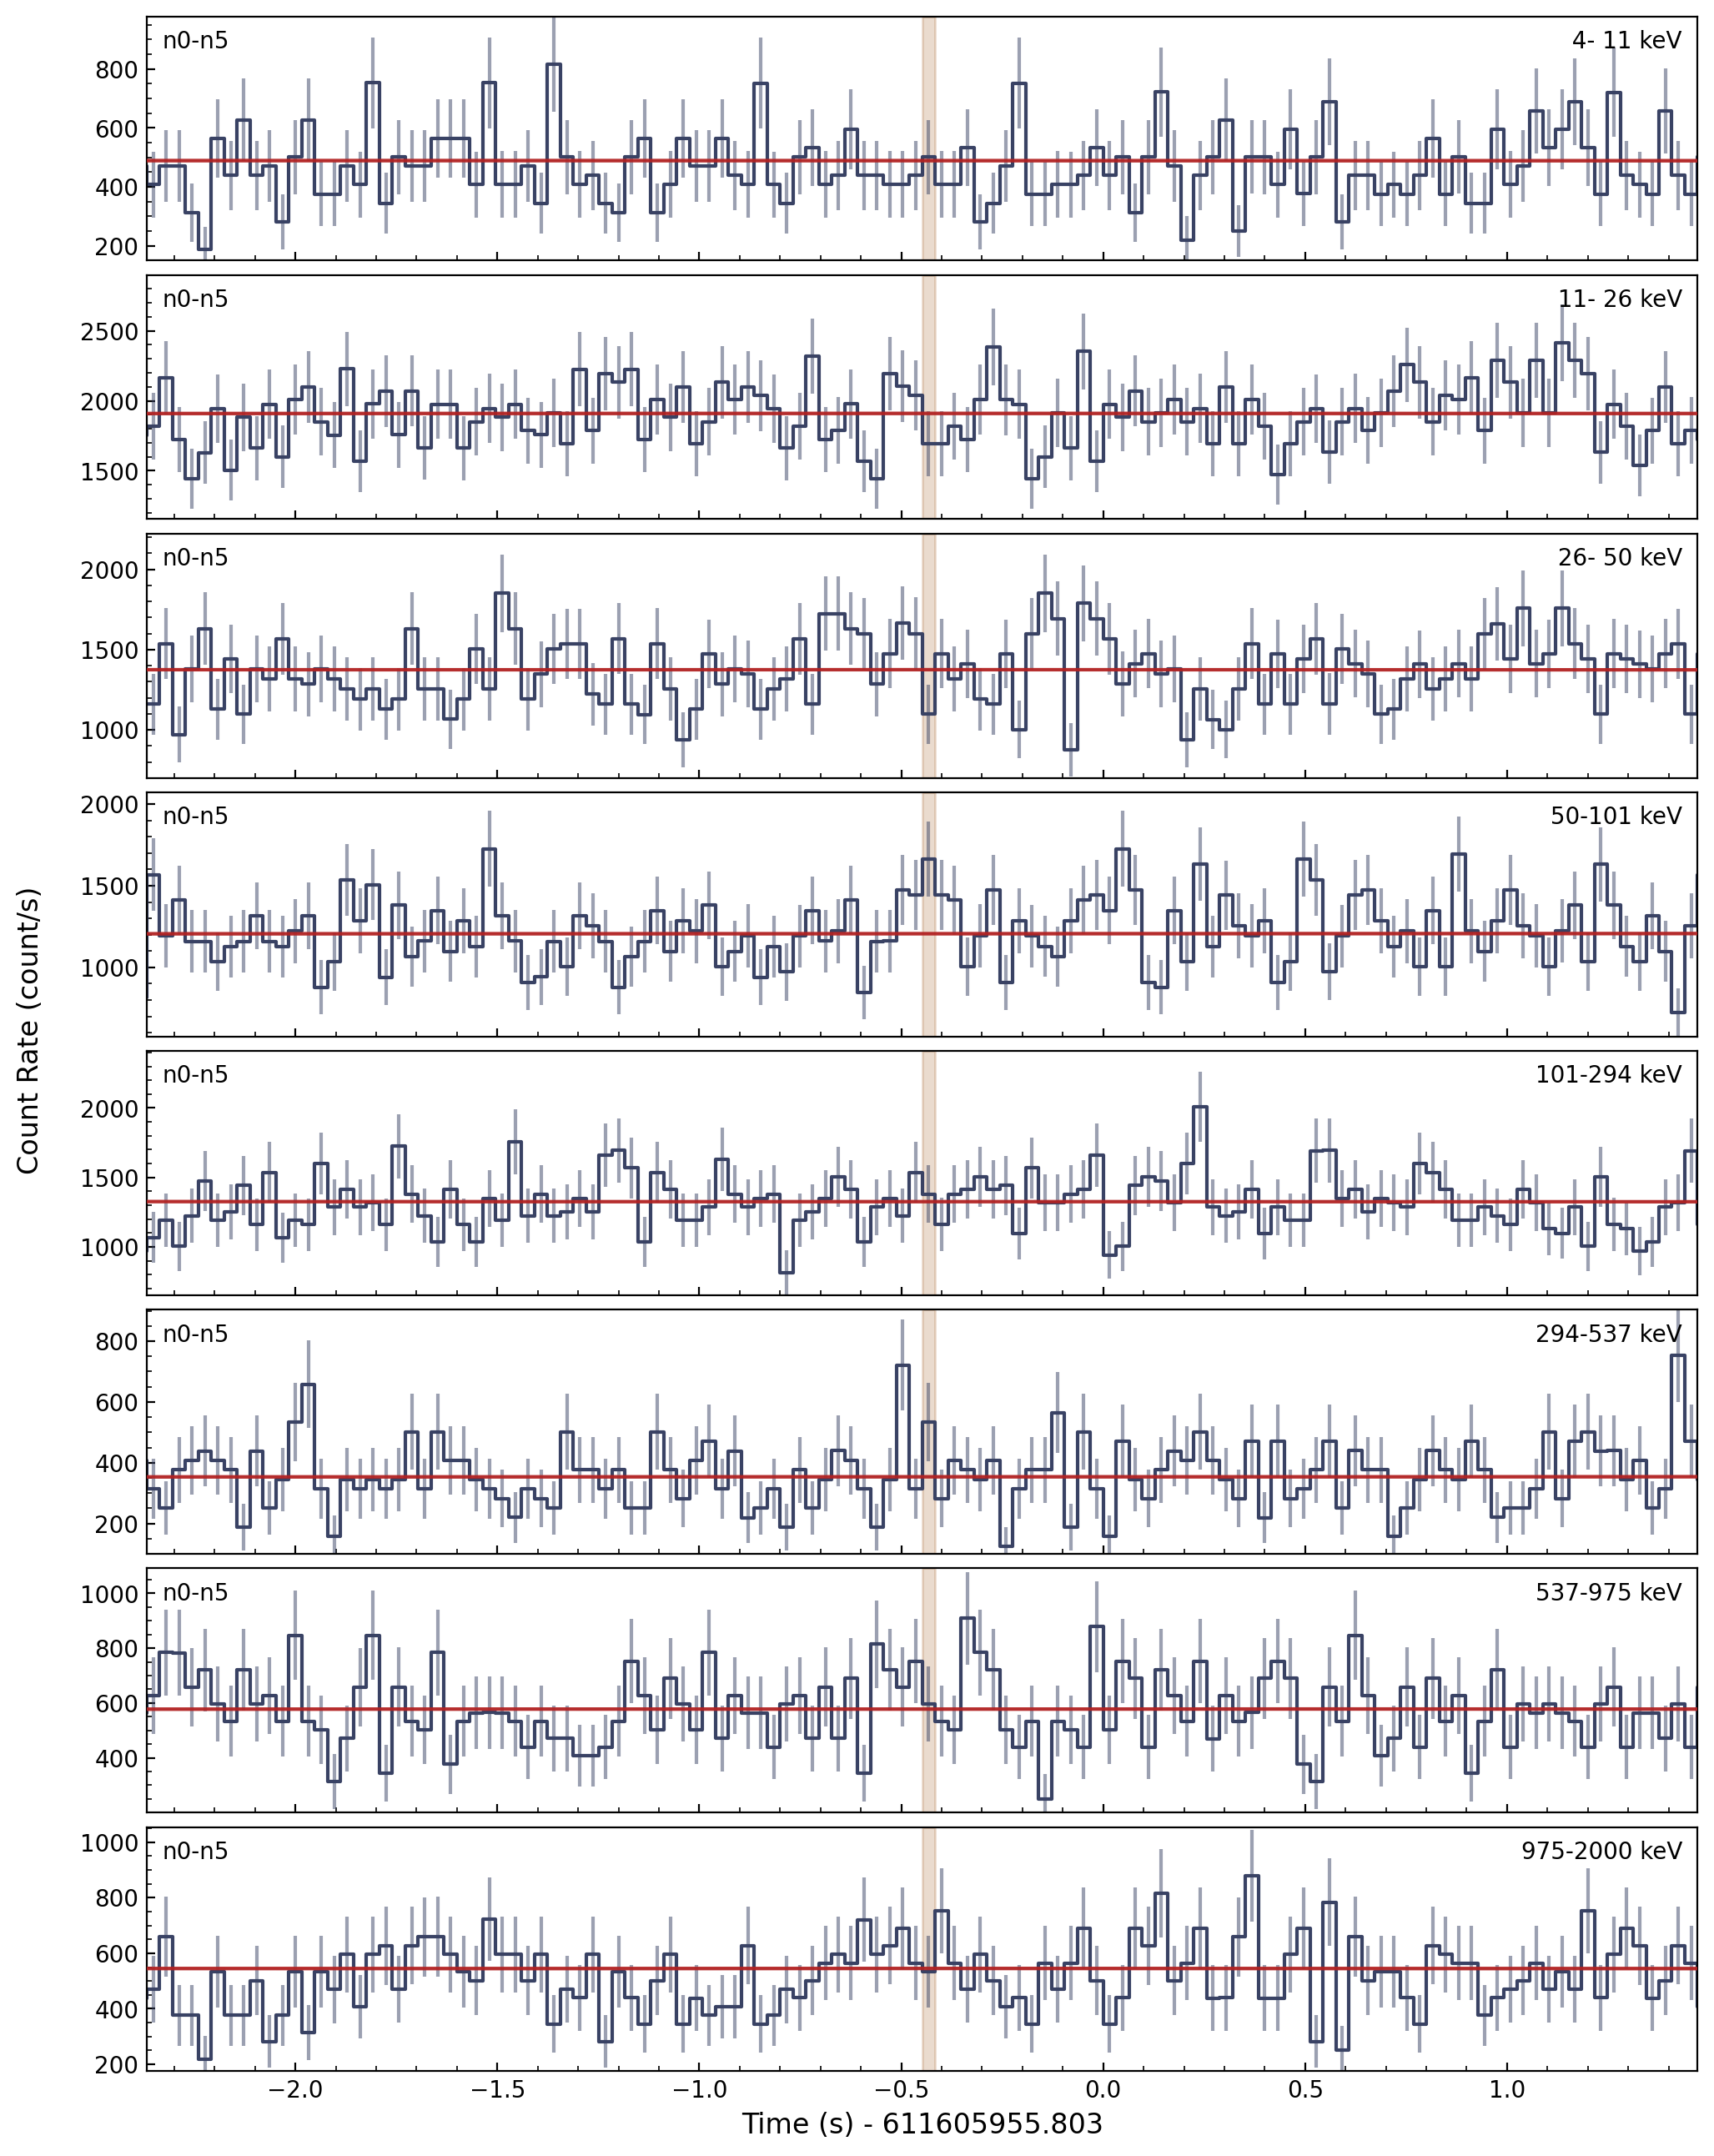 n0-n5 4- 11 keV
800
600
400
200
n0-n5 11- 26 keV
2500
2000
1500
n0-n5 26- 50 keV
2000
1500
1000
n0-n5 50-101 keV
2000
1500
1000
n0-n5 101-294 keV
2000
1500
1000
n0-n5 294-537 keV
800
600
400
200
n0-n5 537-975 keV
1000
800
600
400
n0-n5 975-2000 keV
1000
800
600
400
200
−2.0 −1.5 −1.0 −0.5 0.0 0.5 1.0
Time (s) - 611605955.803
Count Rate (count/s)